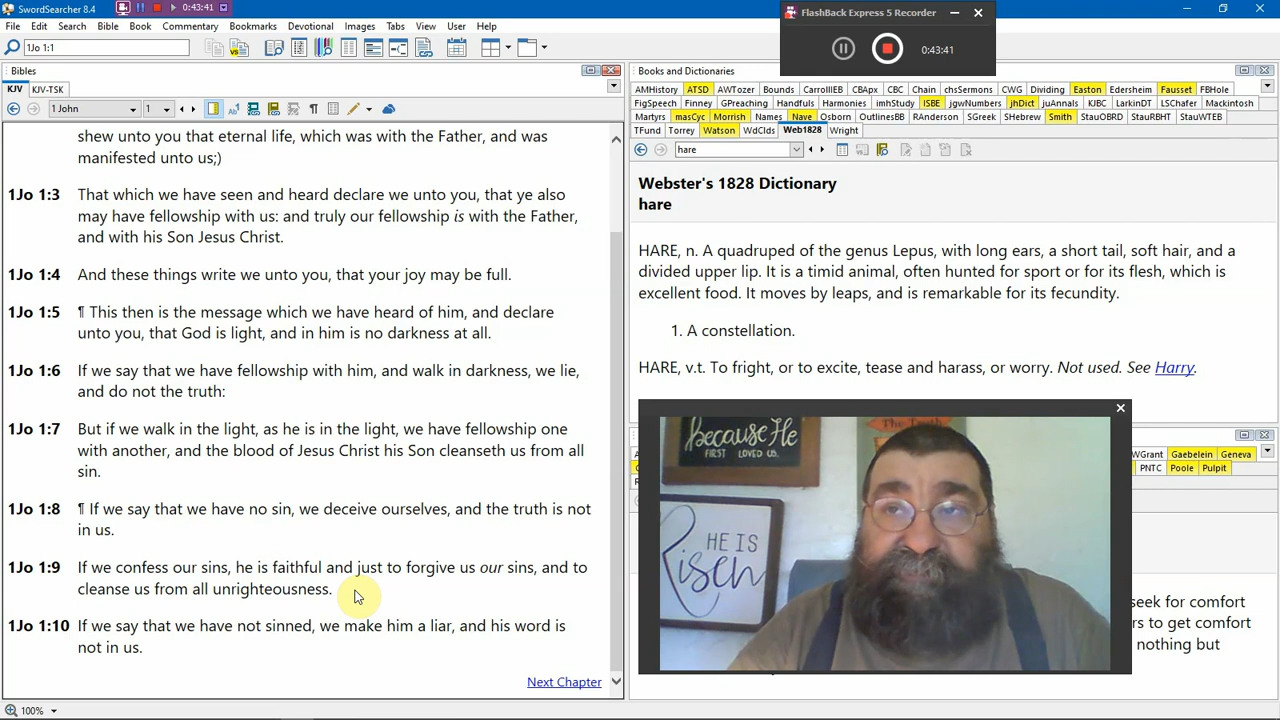 SwordSearcher 8.4
0:43:41
File Edit Search Bible Book Commentary Bookmarks Devotional Images Tabs View User Help
1Jo 1:1
FlashBack Express 5 Recorder
0:43:41
Bibles
KJV KJV-TSK
1 John 1
shew unto you that eternal life, which was with the Father, and was
manifested unto us;)
1Jo 1:3 That which we have seen and heard declare we unto you, that ye also
may have fellowship with us: and truly our fellowship is with the Father,
and with his Son Jesus Christ.
1Jo 1:4 And these things write we unto you, that your joy may be full.
1Jo 1:5 ¶ This then is the message which we have heard of him, and declare
unto you, that God is light, and in him is no darkness at all.
1Jo 1:6 If we say that we have fellowship with him, and walk in darkness, we lie,
and do not the truth:
1Jo 1:7 But if we walk in the light, as he is in the light, we have fellowship one
with another, and the blood of Jesus Christ his Son cleanseth us from all
sin.
1Jo 1:8 ¶ If we say that we have no sin, we deceive ourselves, and the truth is not
in us.
1Jo 1:9 If we confess our sins, he is faithful and just to forgive us our sins, and to
cleanse us from all unrighteousness.
1Jo 1:10 If we say that we have not sinned, we make him a liar, and his word is
not in us.
Next Chapter
100%
Books and Dictionaries
AMHistory ATSD AWTozer Bounds CarrollEB CBApx CBC Chain chsSermons CWG Dividing Easton Edersheim Fausset FBHole
FigSpeech Finney GPreaching Handfuls Harmonies imhStudy ISBE jgwNumbers jhDict juAnnals KJBC LarkinDT LSChafer Mackintosh
Martyrs masCyc Morrish Names Nave Osborn OutlinesBB RAnderson SGreek SHebrew Smith StauOBRD StauRBHT StauWTEB
TFund Torrey Watson WdClds Web1828 Wright
hare
Webster's 1828 Dictionary
hare
HARE, n. A quadruped of the genus Lepus, with long ears, a short tail, soft hair, and a
divided upper lip. It is a timid animal, often hunted for sport or for its flesh, which is
excellent food. It moves by leaps, and is remarkable for its fecundity.
1. A constellation.
HARE, v.t. To fright, or to excite, tease and harass, or worry. Not used. See Harry.
because He
FIRST LOVED US.
The Truth
HE IS
Risen
WGrant Gaebelein Geneva
PNTC Poole Pulpit
seek for comfort
rs to get comfort
nothing but